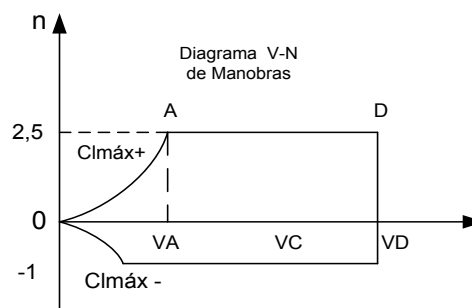 n
Diagrama V-N
de Manobras
A D
2,5
Clmáx+
0
VA VC VD
-1
Clmáx -